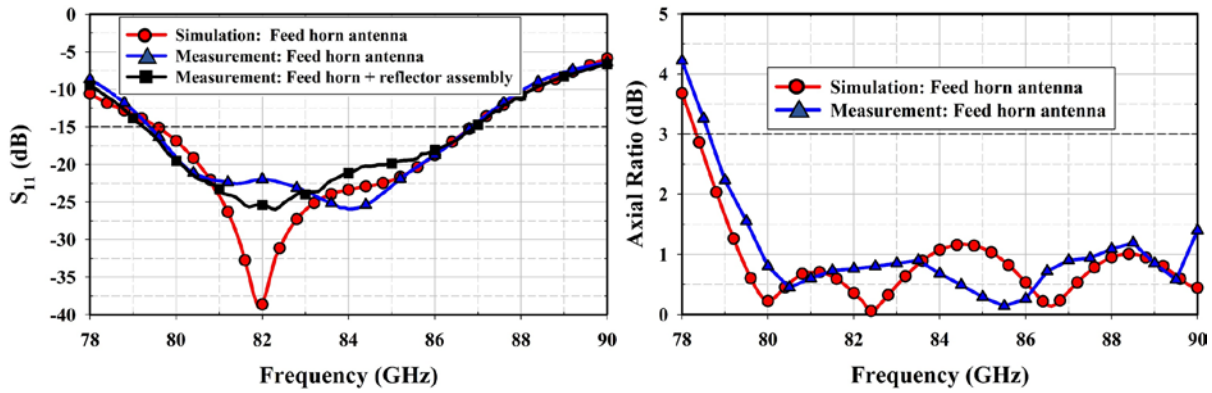 0
-5
-10
-15
-20
-25
-30
-35
-40
S11 (dB)
Simulation: Feed horn antenna
Measurement: Feed horn antenna
Measurement: Feed horn + reflector assembly
78 80 82 84 86 88 90
Frequency (GHz)
5
4
3
2
1
0
Axial Ratio (dB)
Simulation: Feed horn antenna
Measurement: Feed horn antenna
78 80 82 84 86 88 90
Frequency (GHz)